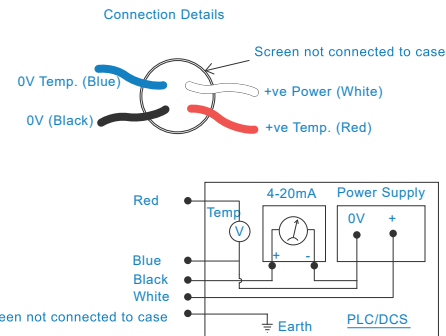 Connection Details
Screen not connected to case
0V Temp. (Blue)
+ve Power (White)
0V (Black)
+ve Temp. (Red)
Red
Temp
4-20mA
Power Supply
0V +
V
Blue
+ -
Black
White
een not connected to case
Earth
PLC/DCS